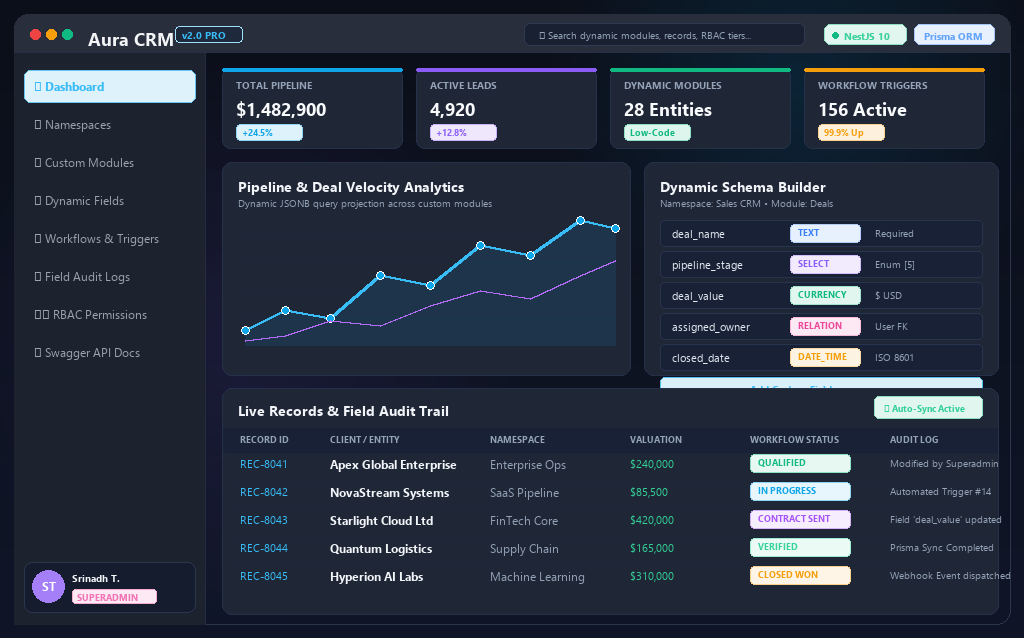 Aura CRM
v2.0 PRO
Search dynamic modules, records, RBAC tiers...
NestJS 10
Prisma ORM
Dashboard
Namespaces
Custom Modules
Dynamic Fields
Workflows & Triggers
Field Audit Logs
RBAC Permissions
Swagger API Docs
ST
Srinadh T.
SUPERADMIN
TOTAL PIPELINE
$1,482,900
+24.5%
ACTIVE LEADS
4,920
+12.8%
DYNAMIC MODULES
28 Entities
Low-Code
WORKFLOW TRIGGERS
156 Active
99.9% Up
Pipeline & Deal Velocity Analytics
Dynamic JSONB query projection across custom modules
Dynamic Schema Builder
Namespace: Sales CRM • Module: Deals
deal_name TEXT Required
pipeline_stage SELECT Enum [5]
deal_value CURRENCY $ USD
assigned_owner RELATION User FK
closed_date DATE_TIME ISO 8601
Live Records & Field Audit Trail
Auto-Sync Active
RECORD ID CLIENT / ENTITY NAMESPACE VALUATION WORKFLOW STATUS AUDIT LOG
REC-8041 Apex Global Enterprise Enterprise Ops $240,000 QUALIFIED Modified by Superadmin
REC-8042 NovaStream Systems SaaS Pipeline $85,500 IN PROGRESS Automated Trigger #14
REC-8043 Starlight Cloud Ltd FinTech Core $420,000 CONTRACT SENT Field 'deal_value' updated
REC-8044 Quantum Logistics Supply Chain $165,000 VERIFIED Prisma Sync Completed
REC-8045 Hyperion AI Labs Machine Learning $310,000 CLOSED WON Webhook Event dispatched